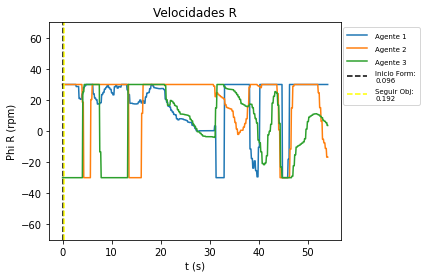 Velocidades R
Phi R (rpm)
60
40
20
0
−20
−40
−60
0
10
20
30
40
50
t (s)
Agente 1
Agente 2
Agente 3
Inicio Form:
0.096
Seguir Obj:
0.192